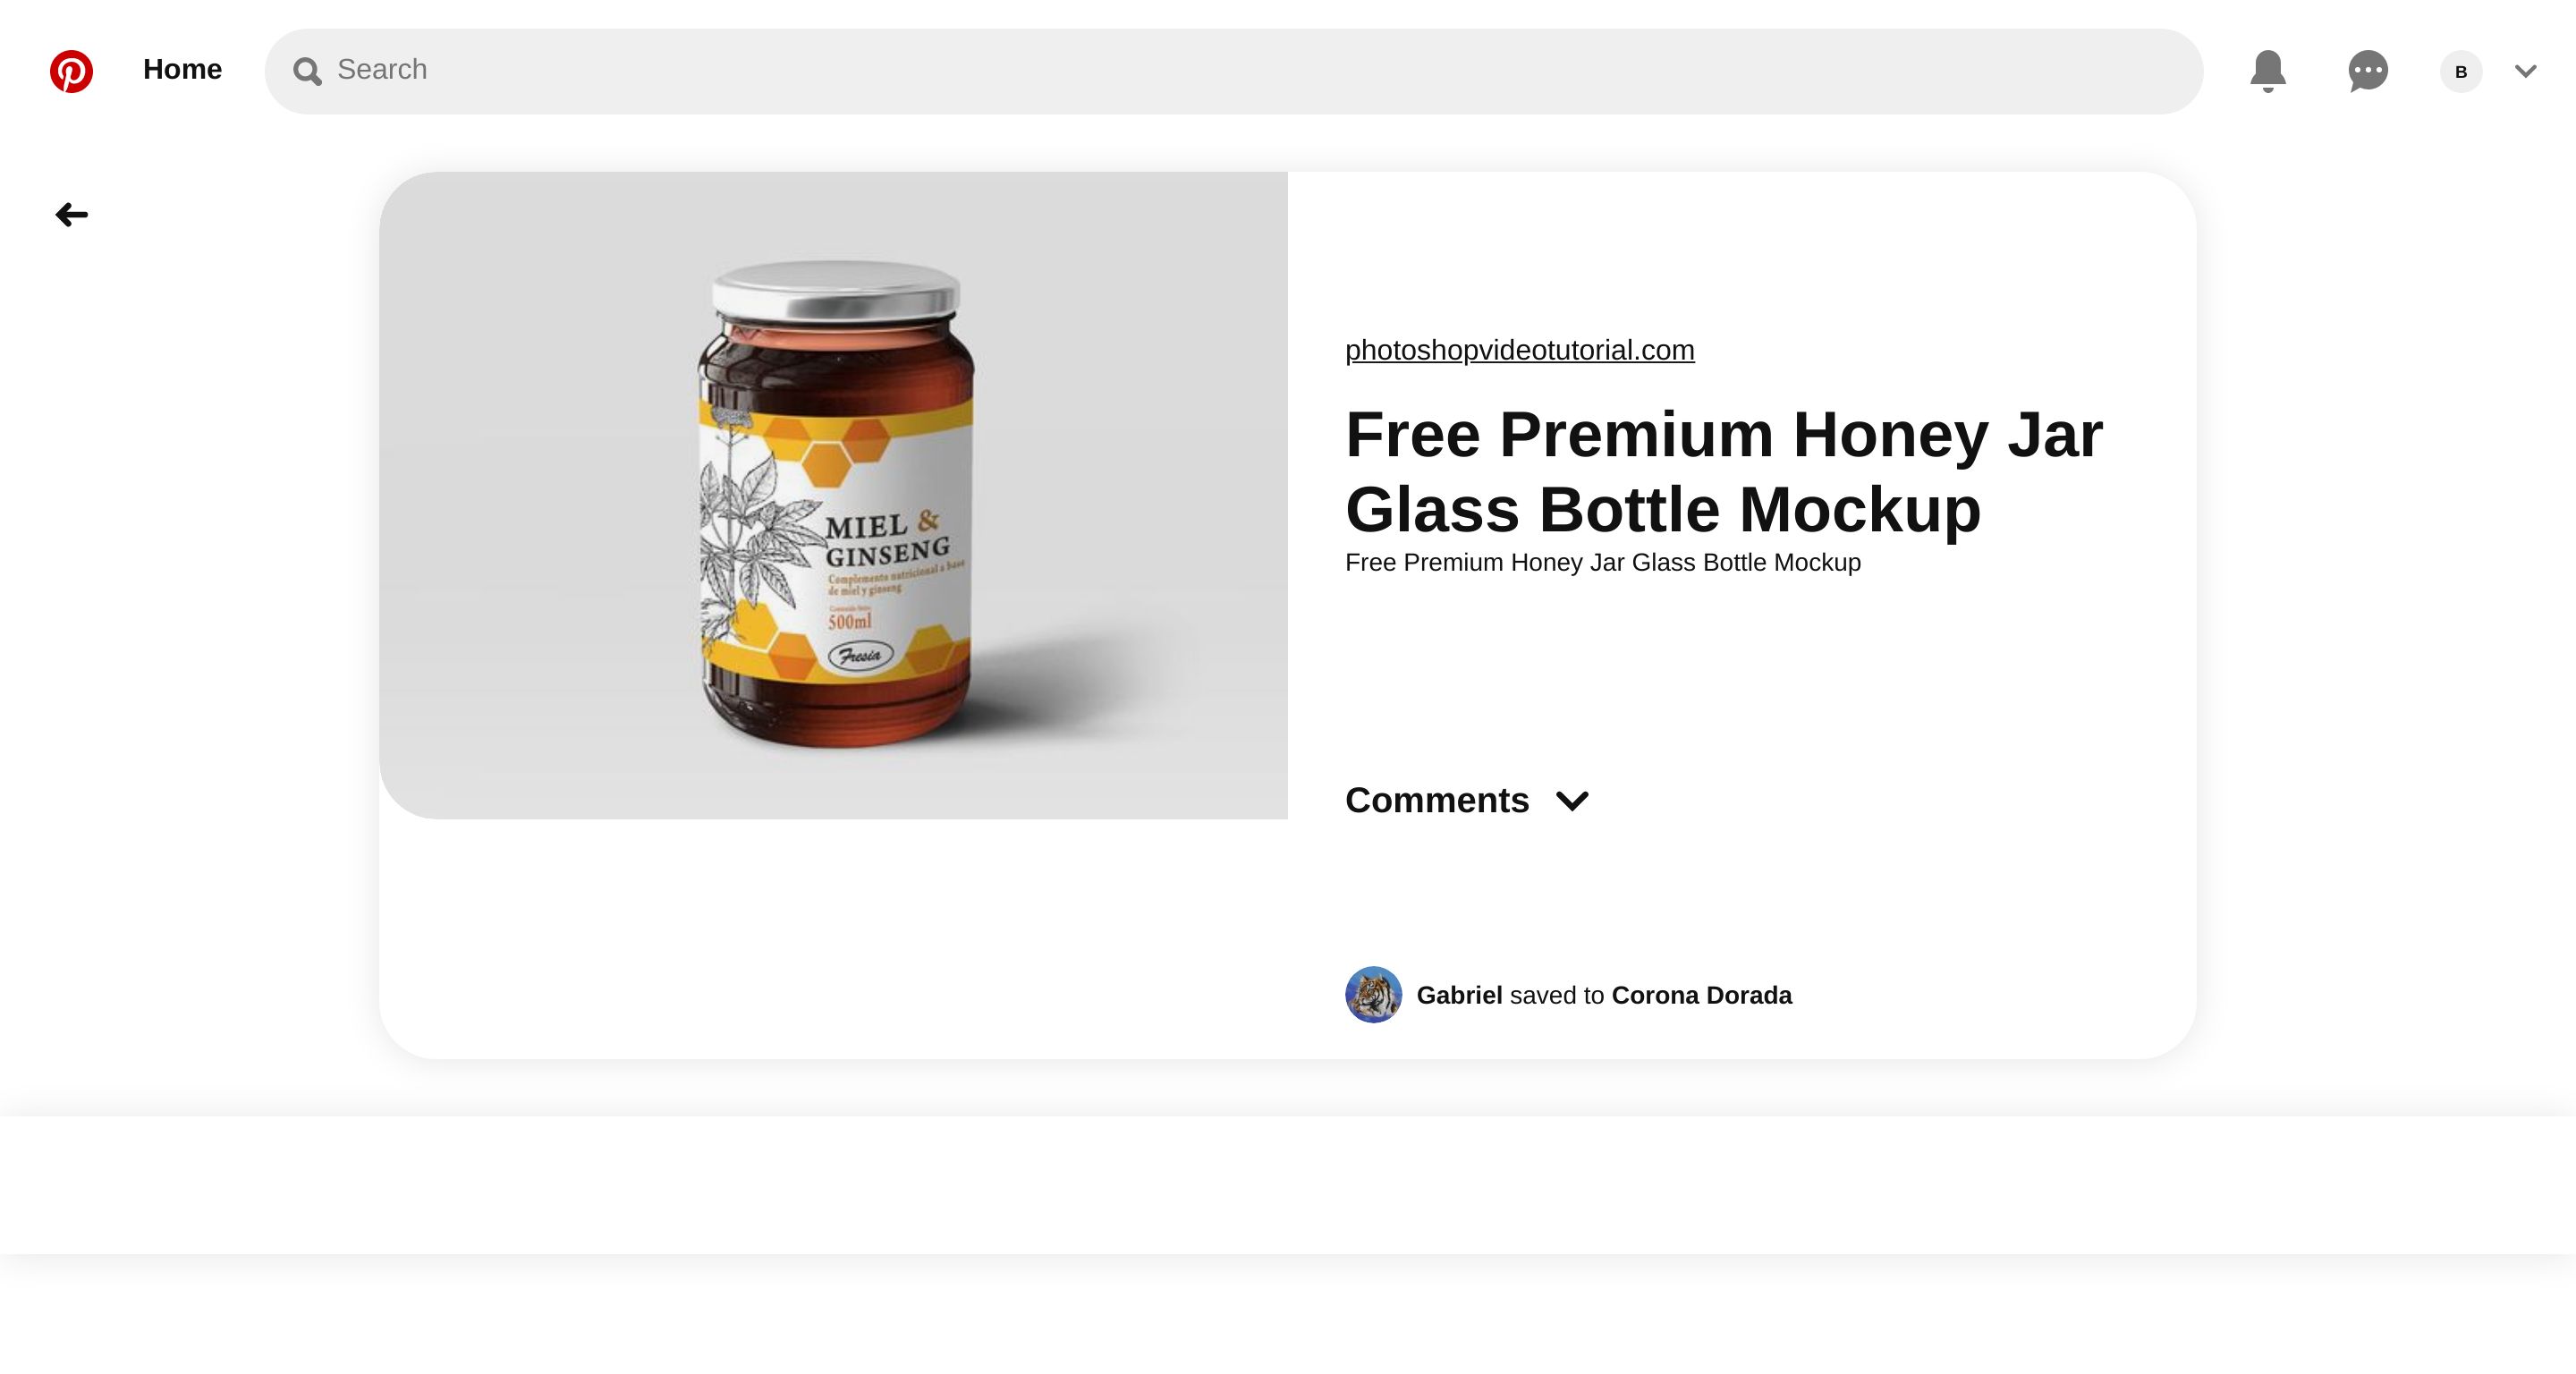 Home
Search
B
MIEL &
GINSENG
Complemento nutricional a base
de miel y ginseng
Contenido Neto
500ml
Fresia
photoshopvideotutorial.com
Free Premium Honey Jar
Glass Bottle Mockup
Free Premium Honey Jar Glass Bottle Mockup
Comments
Gabriel saved to Corona Dorada